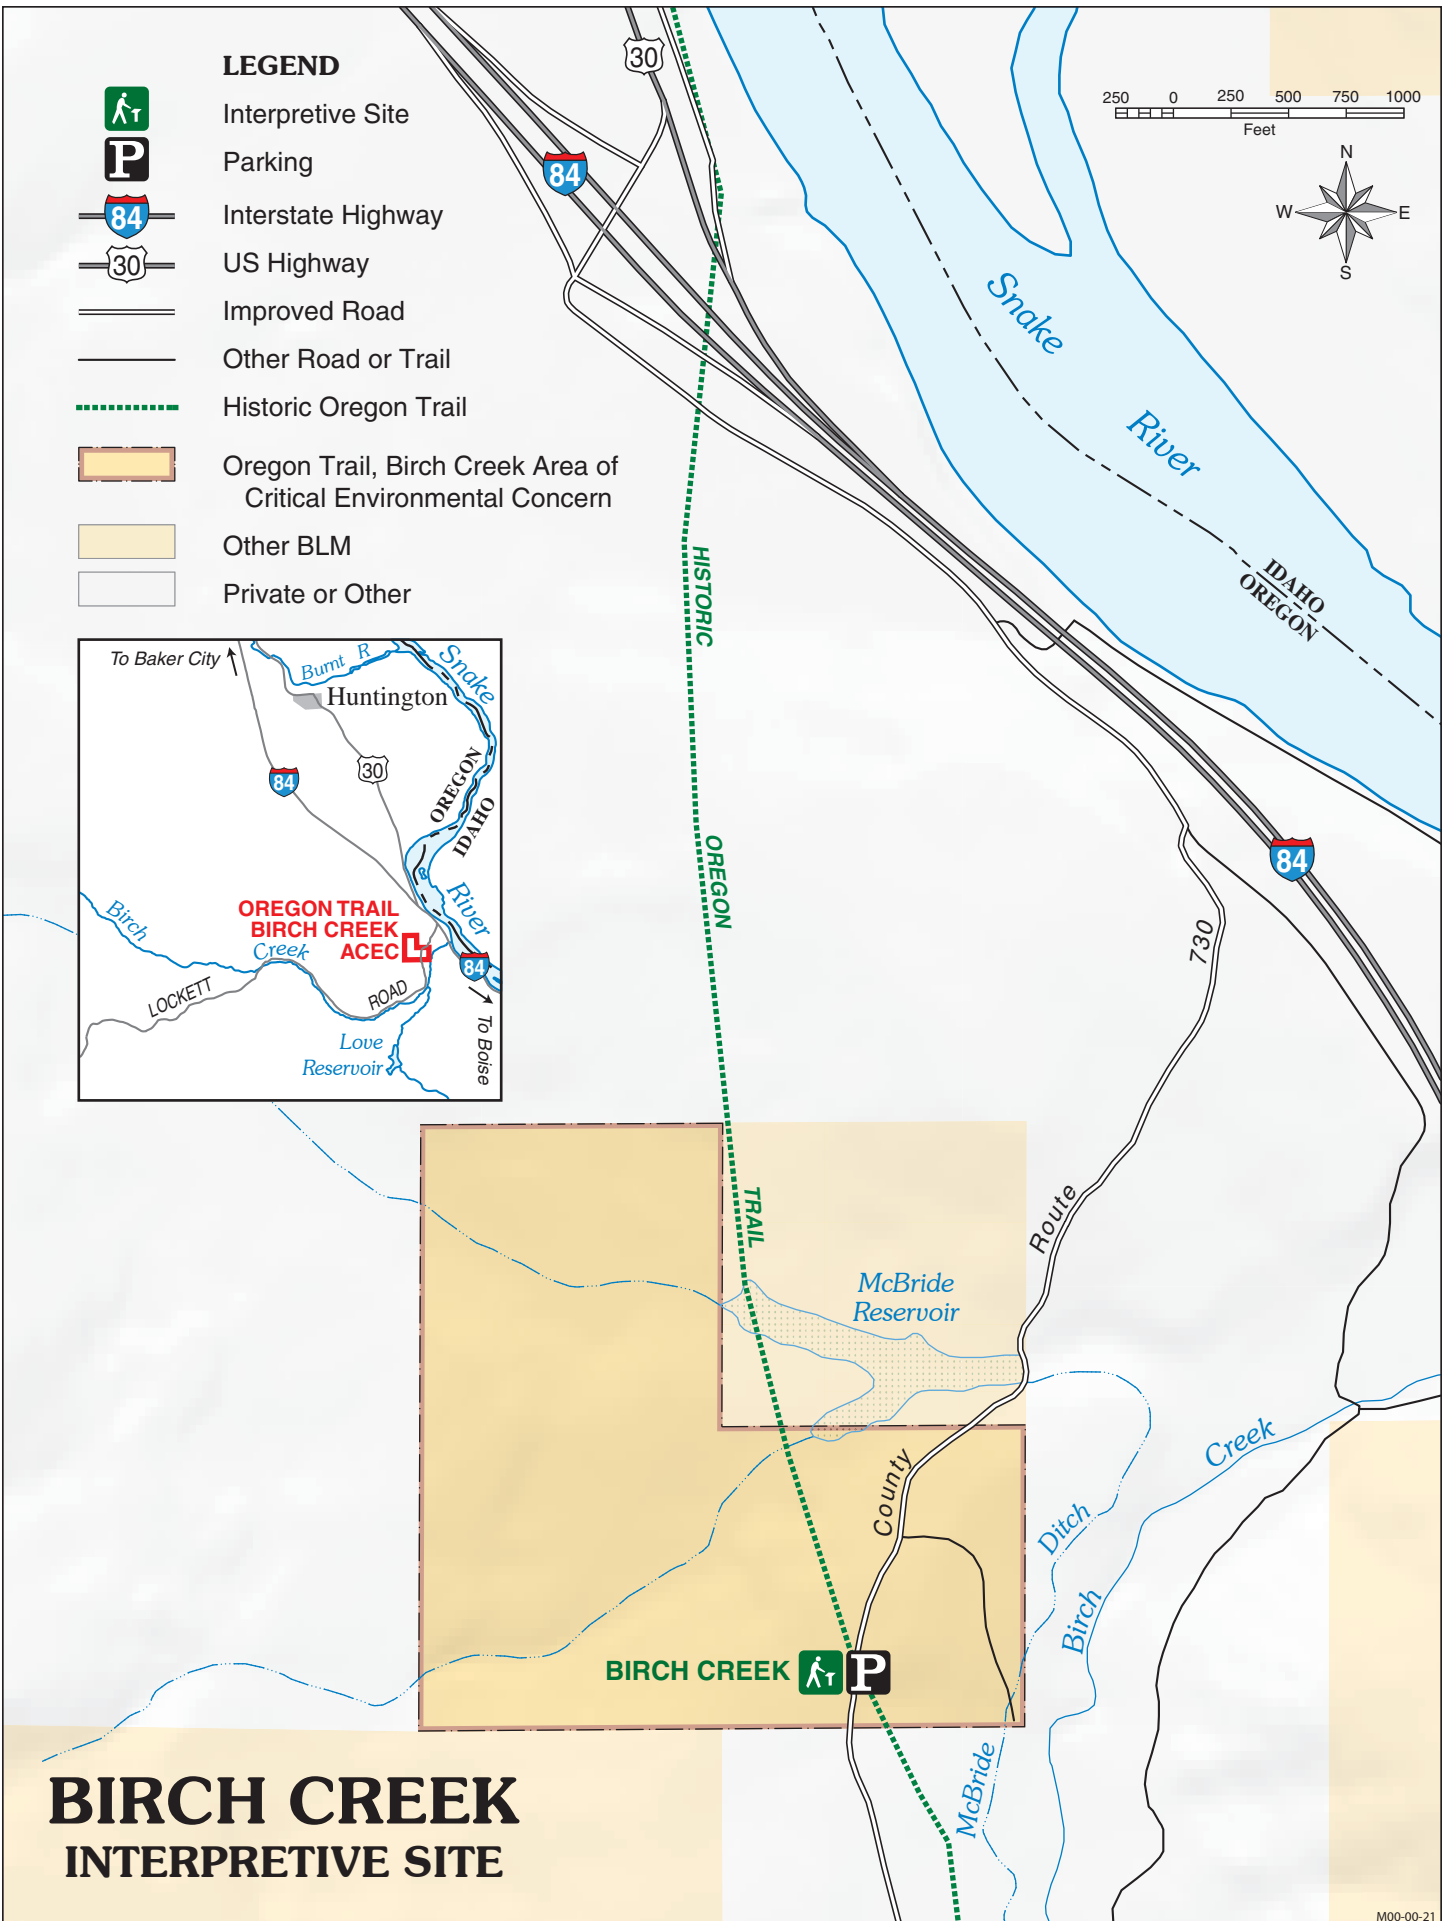 LEGEND
Interpretive Site
P
Parking
84
Interstate Highway
30
US Highway
Improved Road
Other Road or Trail
Historic Oregon Trail
Oregon Trail, Birch Creek Area of
Critical Environmental Concern
Other BLM
Private or Other
30
84
250 0 250 500 750 1000
Feet
N
W E
S
Snake
River
IDAHO
OREGON
HISTORIC
OREGON
TRAIL
84
730
Route
County
McBride
Reservoir
Creek
Birch
Ditch
McBride
BIRCH CREEK
P
To Baker City
Burnt R
Snake
Huntington
84
30
OREGON
IDAHO
River
OREGON TRAIL
BIRCH CREEK
ACEC
84
Birch
Creek
LOCKETT
ROAD
Love
Reservoir
To Boise
BIRCH CREEK
INTERPRETIVE SITE
M00-00-21